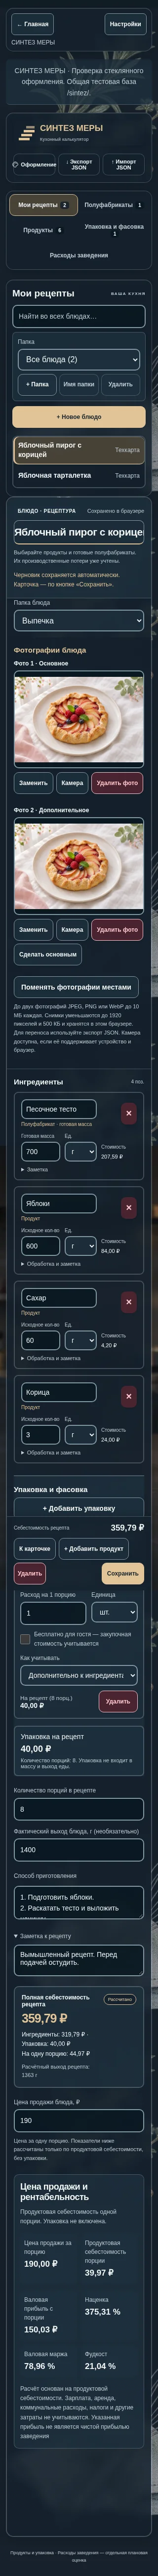 ← Главная
Настройки
СИНТЕЗ МЕРЫ
СИНТЕЗ МЕРЫ · Проверка стеклянного
оформления. Общая тестовая база
/sintez/.
СИНТЕЗ МЕРЫ
Кухонный калькулятор
Оформление
↓ Экспорт JSON
↑ Импорт JSON
Мои рецепты 2
Полуфабрикаты 1
Продукты 6
Упаковка и фасовка 1
Расходы заведения
Мои рецепты
ВАША КУХНЯ
Найти во всех блюдах…
Папка
Все блюда (2)
+ Папка
Имя папки
Удалить
+ Новое блюдо
Яблочный пирог с корицей
Техкарта
Яблочная тарталетка
Техкарта
БЛЮДО · РЕЦЕПТУРА
Сохранено в браузере
Яблочный пирог с корице
Выбирайте продукты и готовые полуфабрикаты.
Их производственные потери уже учтены.
Черновик сохраняется автоматически.
Карточка — по кнопке «Сохранить».
Папка блюда
Выпечка
Фотографии блюда
Фото 1 · Основное
Заменить
Камера
Удалить фото
Фото 2 · Дополнительное
Заменить
Камера
Удалить фото
Сделать основным
Поменять фотографии местами
До двух фотографий JPEG, PNG или WebP до 10
МБ каждая. Снимки уменьшаются до 1920
пикселей и 500 КБ и хранятся в этом браузере.
Для переноса используйте экспорт JSON. Камера
доступна, если её поддерживает устройство и
браузер.
Ингредиенты
4 поз.
Песочное тесто
×
Полуфабрикат · готовая масса
Готовая масса
Ед.
700
г
Стоимость
207,59 ₽
▸ Заметка
Яблоки
×
Продукт
Исходное кол-во
Ед.
600
г
Стоимость
84,00 ₽
▸ Обработка и заметка
Сахар
×
Продукт
Исходное кол-во
Ед.
60
г
Стоимость
4,20 ₽
▸ Обработка и заметка
Корица
×
Продукт
Исходное кол-во
Ед.
3
г
Стоимость
24,00 ₽
▸ Обработка и заметка
Упаковка и фасовка
+ Добавить упаковку
Себестоимость рецепта
359,79 ₽
К карточке
+ Добавить продукт
Удалить
Сохранить
Расход на 1 порцию
Единица
1
шт.
Бесплатно для гостя — закупочная
стоимость учитывается
Как учитывать
Дополнительно к ингредиента
На рецепт (8 порц.)
40,00 ₽
Удалить
Упаковка на рецепт
40,00 ₽
Количество порций: 8. Упаковка не входит в
массу и выход еды.
Количество порций в рецепте
8
Фактический выход блюда, г (необязательно)
1400
Способ приготовления
1. Подготовить яблоки.
2. Раскатать тесто и выложить
▾ Заметка к рецепту
Вымышленный рецепт. Перед
подачей остудить.
Полная себестоимость рецепта
Рассчитано
359,79 ₽
Ингредиенты: 319,79 ₽ ·
Упаковка: 40,00 ₽
На одну порцию: 44,97 ₽
Расчётный выход рецепта:
1363 г
Цена продажи блюда, ₽
190
Цена за одну порцию. Показатели ниже
рассчитаны только по продуктовой себестоимости,
без упаковки.
Цена продажи и
рентабельность
Продуктовая себестоимость одной
порции. Упаковка не включена.
Цена продажи за порцию
190,00 ₽
Продуктовая себестоимость порции
39,97 ₽
Валовая прибыль с порции
150,03 ₽
Наценка
375,31 %
Валовая маржа
78,96 %
Фудкост
21,04 %
Расчёт основан на продуктовой
себестоимости. Зарплата, аренда,
коммунальные расходы, налоги и другие
затраты не учитываются. Указанная
прибыль не является чистой прибылью
заведения
Продукты и упаковка · Расходы заведения — отдельная плановая
оценка